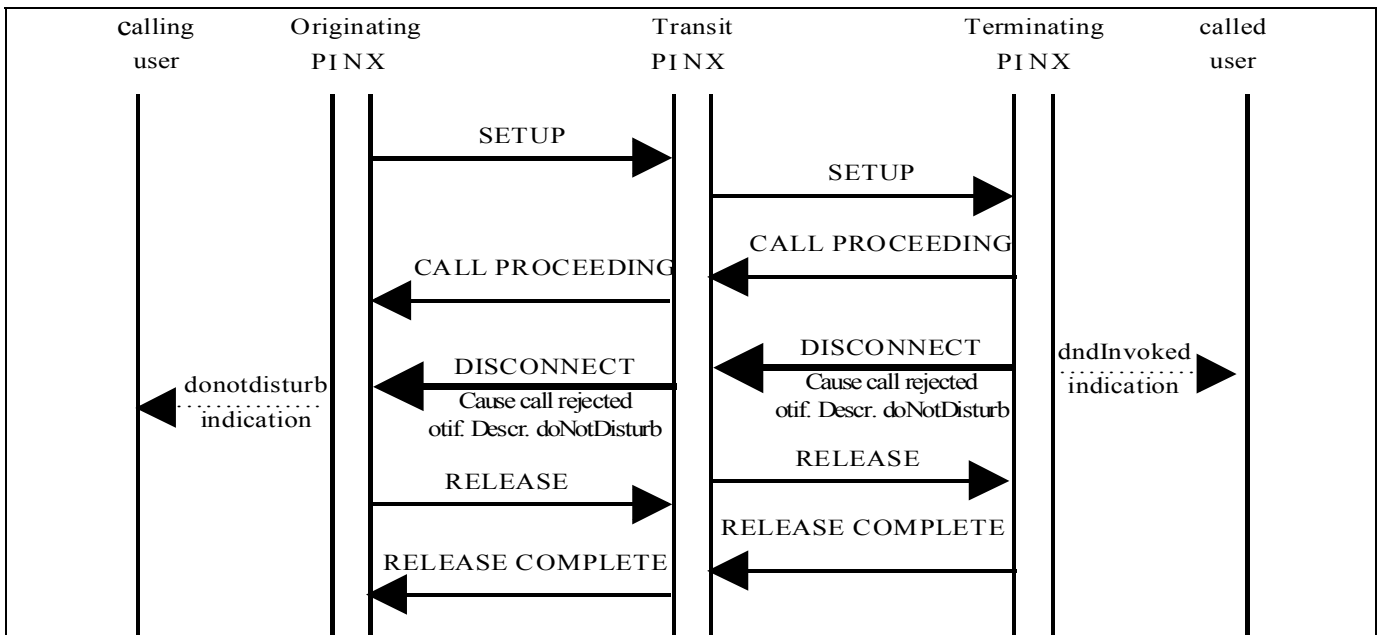 calling Originating Transit Terminating called
user PINX PINX PINX user
SETUP
SETUP
CALL PROCEEDING
CALL PROCEEDING
DISCONNECT
Cause call rejected
otif. Descr. doNotDisturb
dndInvoked
indication
DISCONNECT
Cause call rejected
otif. Descr. doNotDisturb
donotdisturb
indication
RELEASE
RELEASE
RELEASE COMPLETE
RELEASE COMPLETE